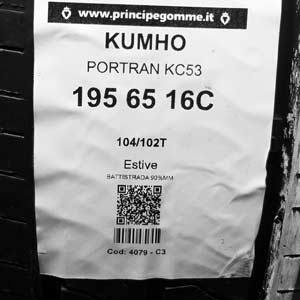 www.principegomme.it
KUMHO
PORTRAN KC53
195 65 16C
104/102T
Estive
BATTISTRADA 90%MM
Cod: 4079 - C3